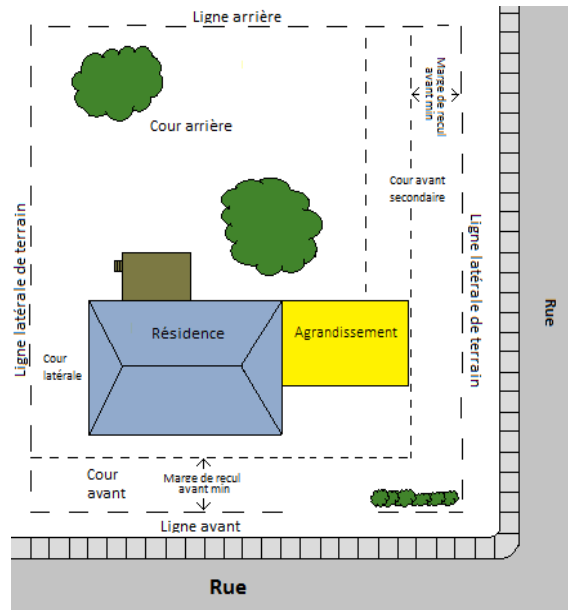 Ligne arrière
Marge de recul
avant min
Cour arrière
Cour avant
secondaire
Ligne latérale de terrain
Ligne latérale de terrain
Rue
Résidence
Agrandissement
Cour
latérale
Cour
avant
Marge de recul
avant min
Ligne avant
Rue